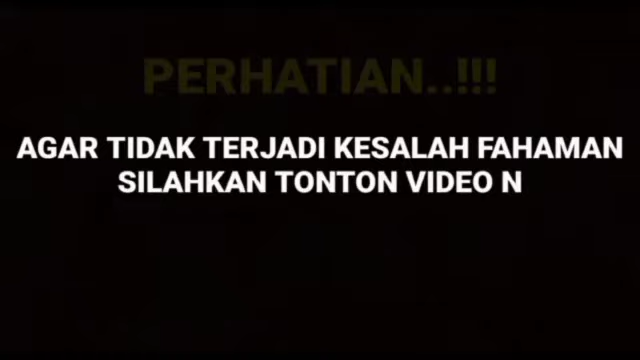 PERHATIAN..!!!
AGAR TIDAK TERJADI KESALAH FAHAMAN
SILAHKAN TONTON VIDEO N